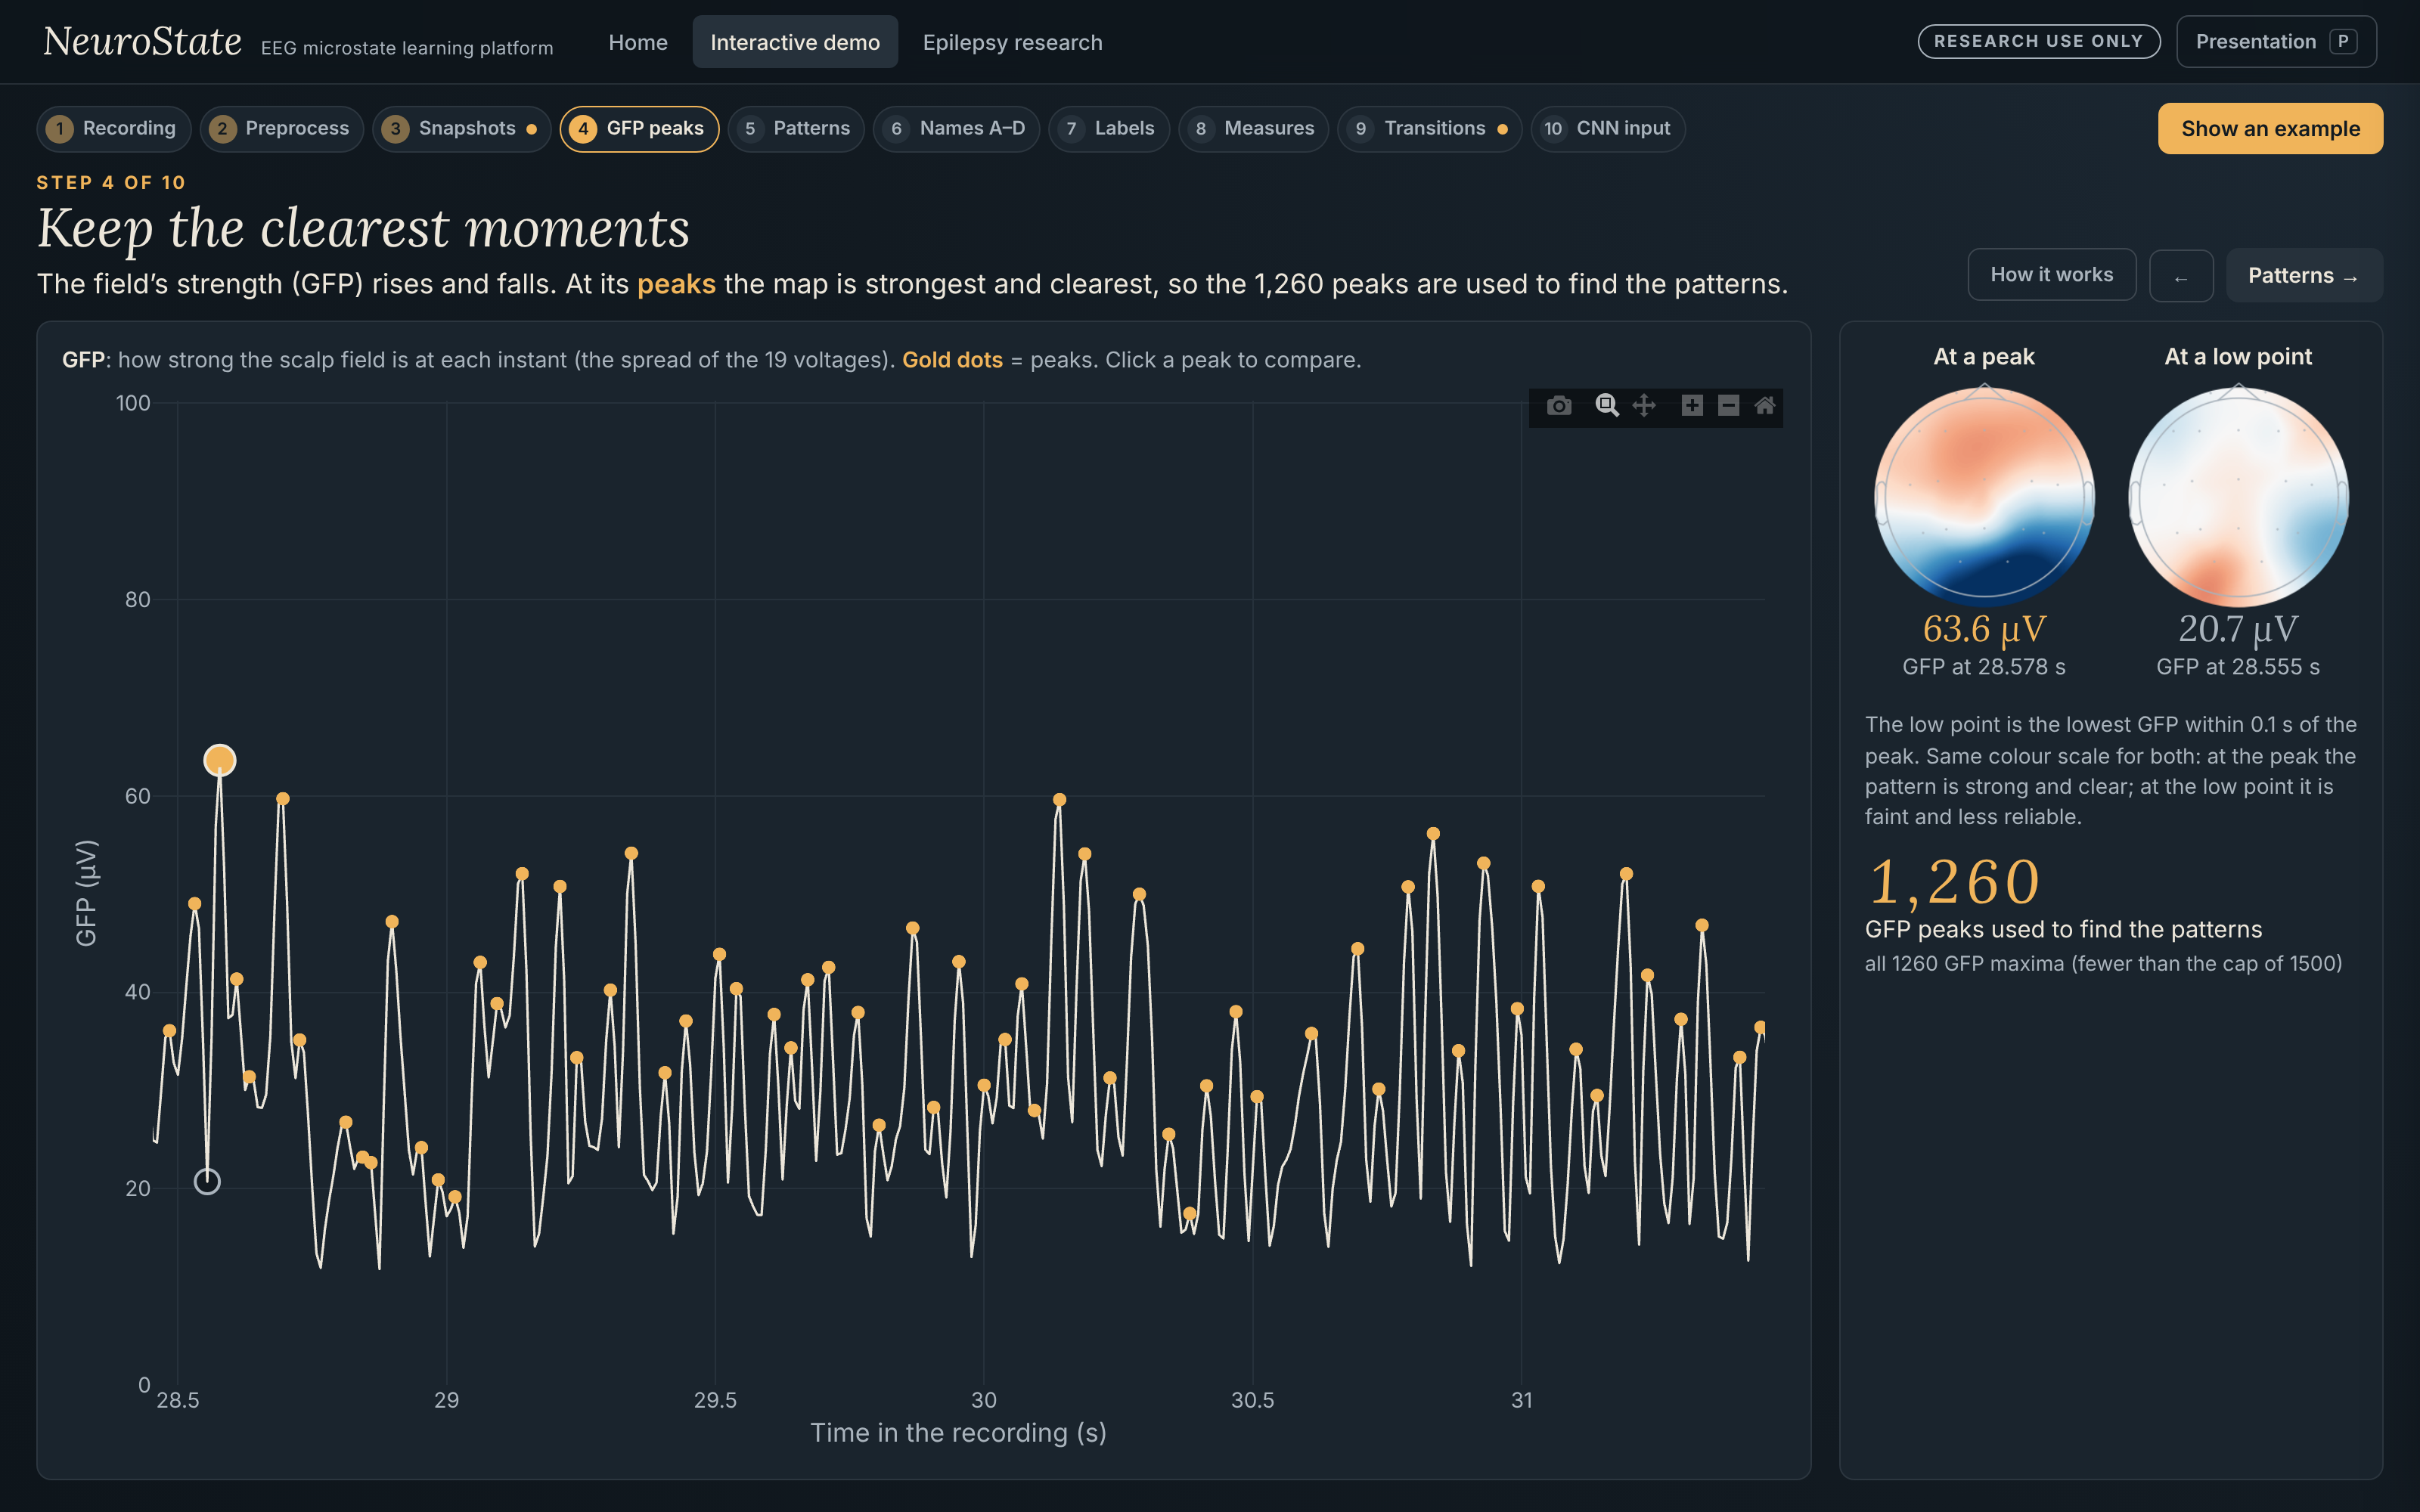 NeuroState EEG microstate learning platform Home Interactive demo Epilepsy research RESEARCH USE ONLY Presentation P
1 Recording 2 Preprocess 3 Snapshots 4 GFP peaks 5 Patterns 6 Names A–D 7 Labels 8 Measures 9 Transitions 10 CNN input Show an example
STEP 4 OF 10
Keep the clearest moments
The field’s strength (GFP) rises and falls. At its peaks the map is strongest and clearest, so the 1,260 peaks are used to find the patterns.
How it works ← Patterns →
GFP: how strong the scalp field is at each instant (the spread of the 19 voltages). Gold dots = peaks. Click a peak to compare.
100
80
60
40
20
0
GFP (µV)
28.5 29 29.5 30 30.5 31
Time in the recording (s)
At a peak At a low point
63.6 µV 20.7 µV
GFP at 28.578 s GFP at 28.555 s
The low point is the lowest GFP within 0.1 s of the
peak. Same colour scale for both: at the peak the
pattern is strong and clear; at the low point it is
faint and less reliable.
1,260
GFP peaks used to find the patterns
all 1260 GFP maxima (fewer than the cap of 1500)